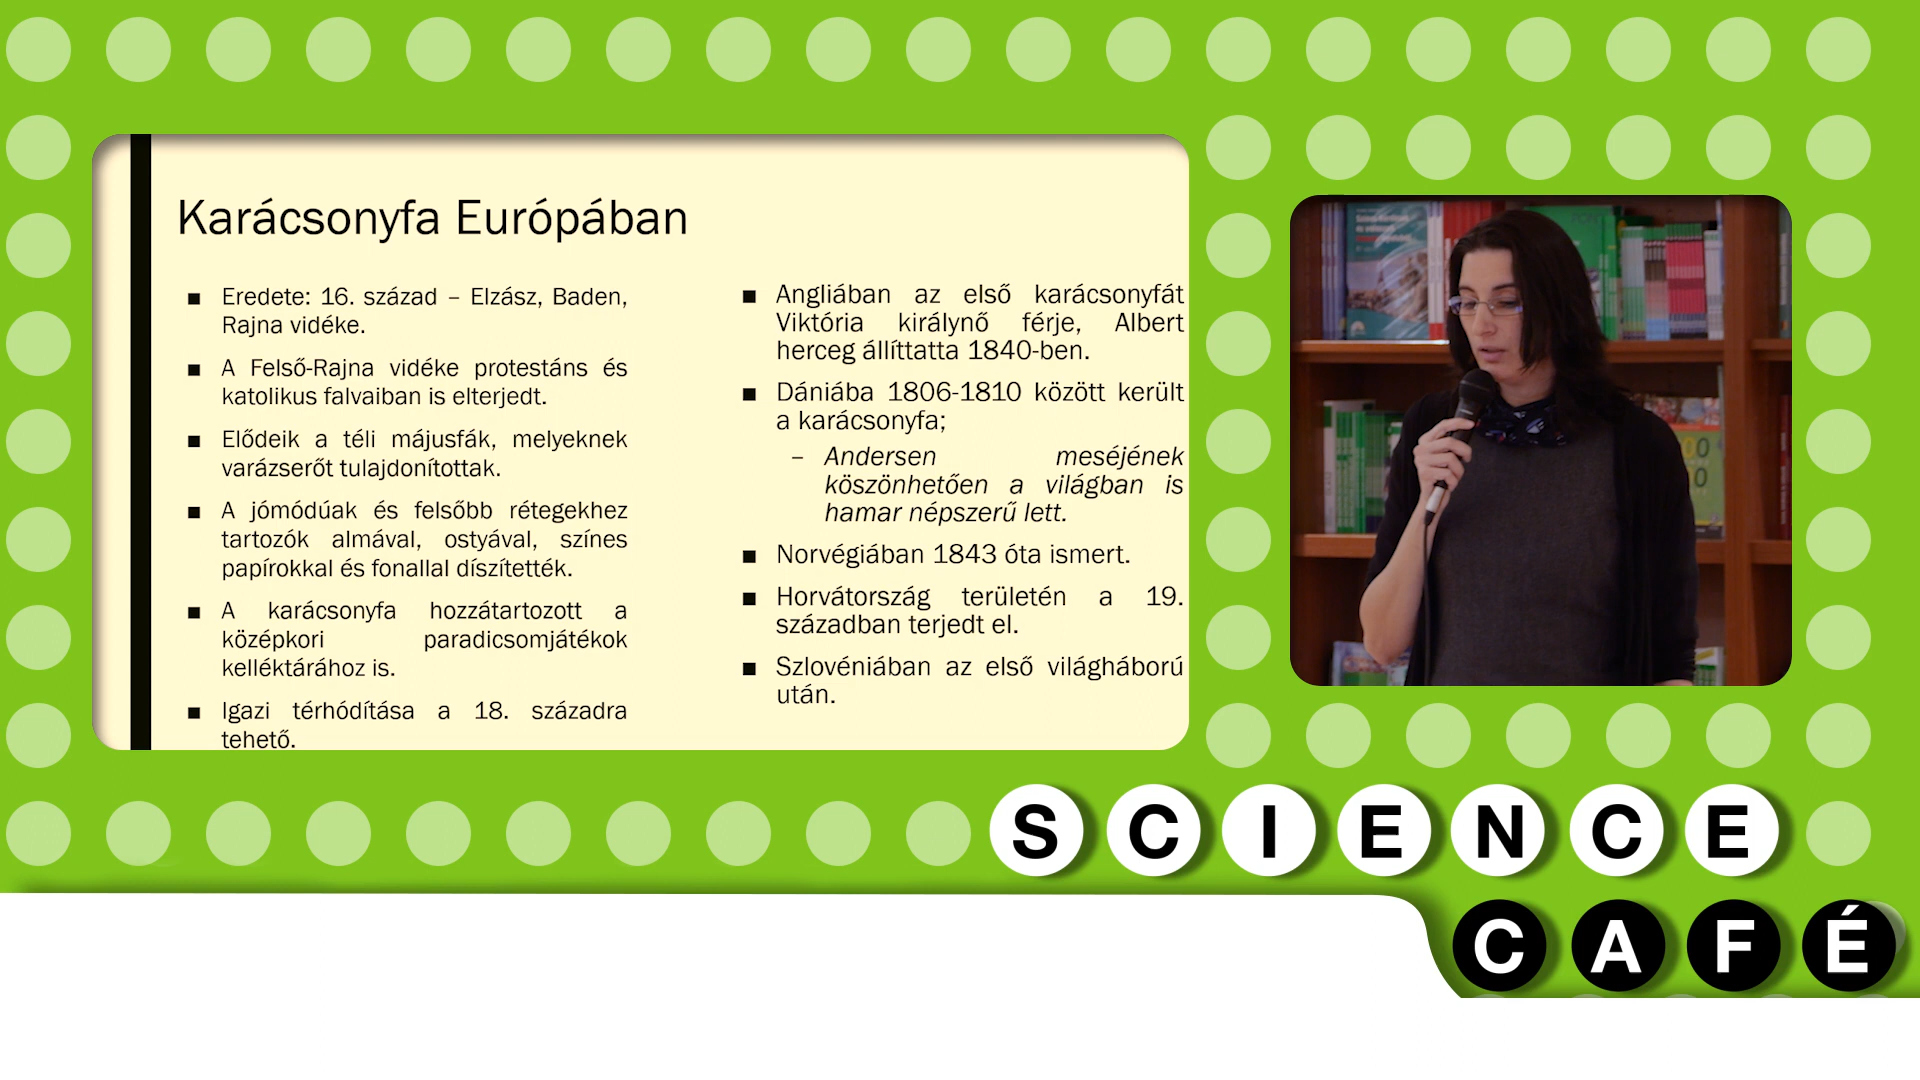 Karácsonyfa Európában
■ Eredete: 16. század – Elzász, Baden,
Rajna vidéke.
■ A Felső-Rajna vidéke protestáns és
katolikus falvaiban is elterjedt.
■ Elődeik a téli májusfák, melyeknek
varázserőt tulajdonítottak.
■ A jómódúak és felsőbb rétegekhez
tartozók almával, ostyával, színes
papírokkal és fonallal díszítették.
■ A karácsonyfa hozzátartozott a
középkori paradicsomjátékok
kelléktárához is.
■ Igazi térhódítása a 18. századra
tehető.
■ Angliában az első karácsonyfát
Viktória királynő férje, Albert
herceg állíttatta 1840-ben.
■ Dániába 1806-1810 között került
a karácsonyfa;
– Andersen meséjének
köszönhetően a világban is
hamar népszerű lett.
■ Norvégiában 1843 óta ismert.
■ Horvátország területén a 19.
században terjedt el.
■ Szlovéniában az első világháború
után.
SCIENCE
CAFÉ